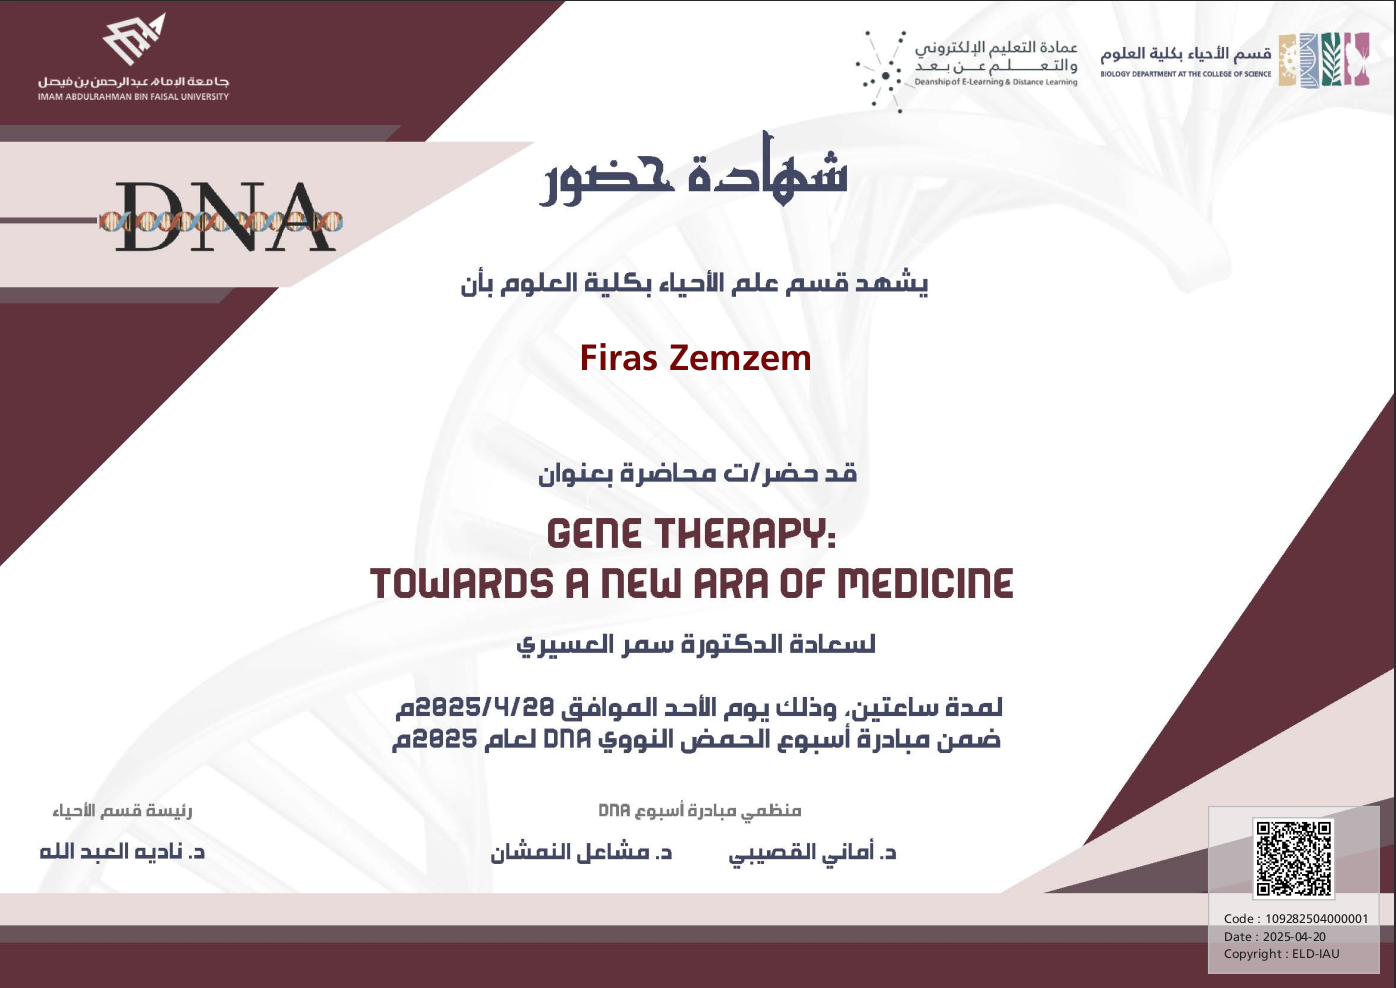 جامعة الإمام عبدالرحمن بن فيصل
IMAM ABDULRAHMAN BIN FAISAL UNIVERSITY
عمادة التعليم الإلكتروني
والتعـــلـم عــن بـعــد
Deanship of E-Learning & Distance Learning
قسم الأحياء بكلية العلوم
BIOLOGY DEPARTMENT AT THE COLLEGE OF SCIENCE
DNA
شهادة حضور
يشهد قسم علم الأحياء بكلية العلوم بأن
Firas Zemzem
قد حضر/ت محاضرة بعنوان
GENE THERAPY:
TOWARDS A NEW ARA OF MEDICINE
لسعادة الدكتورة سمر العسيري
لمدة ساعتين، وذلك يوم الأحد الموافق 2025/4/20م
ضمن مبادرة أسبوع الحمض النووي DNA لعام 2025م
منظمي مبادرة أسبوع DNA
د. أماني القصيبي
د. مشاعل النمشان
رئيسة قسم الأحياء
د. ناديه العبد الله
Code : 109282504000001
Date : 2025-04-20
Copyright : ELD-IAU